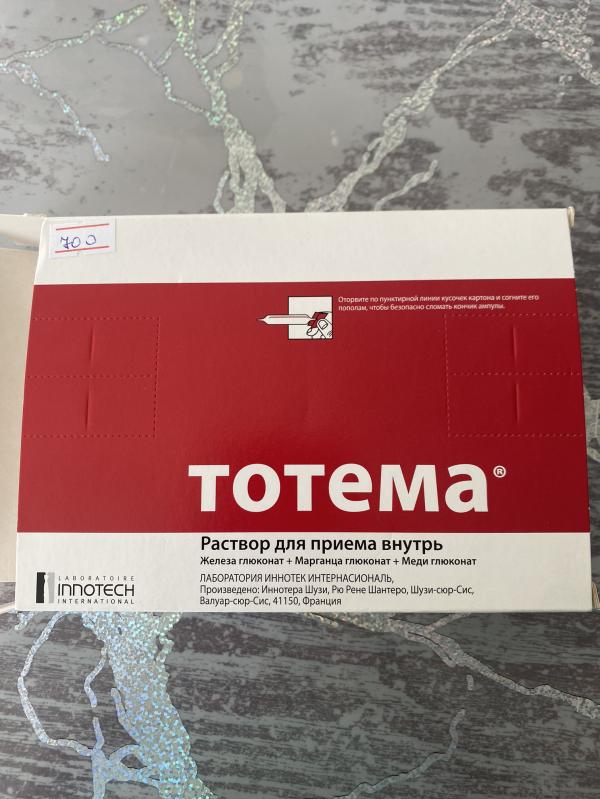 700
Оторвите по пунктирной линии кусочек картона и согните его
пополам, чтобы безопасно сломать кончик ампулы.
тотема®
Раствор для приема внутрь
Железа глюконат + Марганца глюконат + Меди глюконат
LABORATOIRE
INNOTECH
INTERNATIONAL
ЛАБОРАТОРИЯ ИННОТЕК ИНТЕРНАСИОНАЛЬ,
Произведено: Иннотера Шузи, Рю Рене Шантеро, Шузи-сюр-Сис,
Валуар-сюр-Сис, 41150, Франция